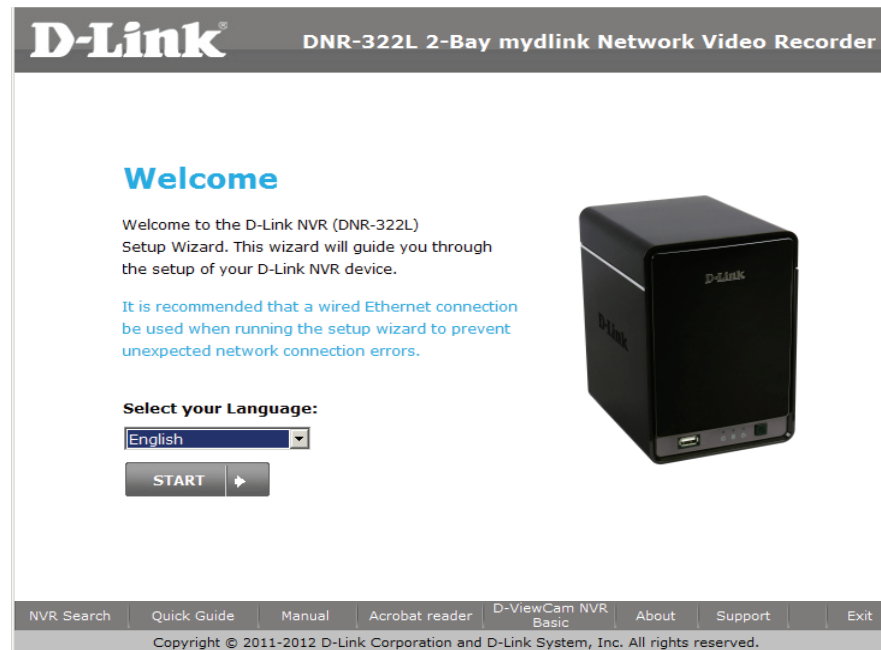 D-Link®
DNR-322L 2-Bay mydlink Network Video Recorder
Welcome
Welcome to the D-Link NVR (DNR-322L)
Setup Wizard. This wizard will guide you through
the setup of your D-Link NVR device.
It is recommended that a wired Ethernet connection
be used when running the setup wizard to prevent
unexpected network connection errors.
Select your Language:
English
START
D-Link
D-Link
NVR Search
Quick Guide
Manual
Acrobat reader
D-ViewCam NVR
Basic
About
Support
Exit
Copyright © 2011-2012 D-Link Corporation and D-Link System, Inc. All rights reserved.